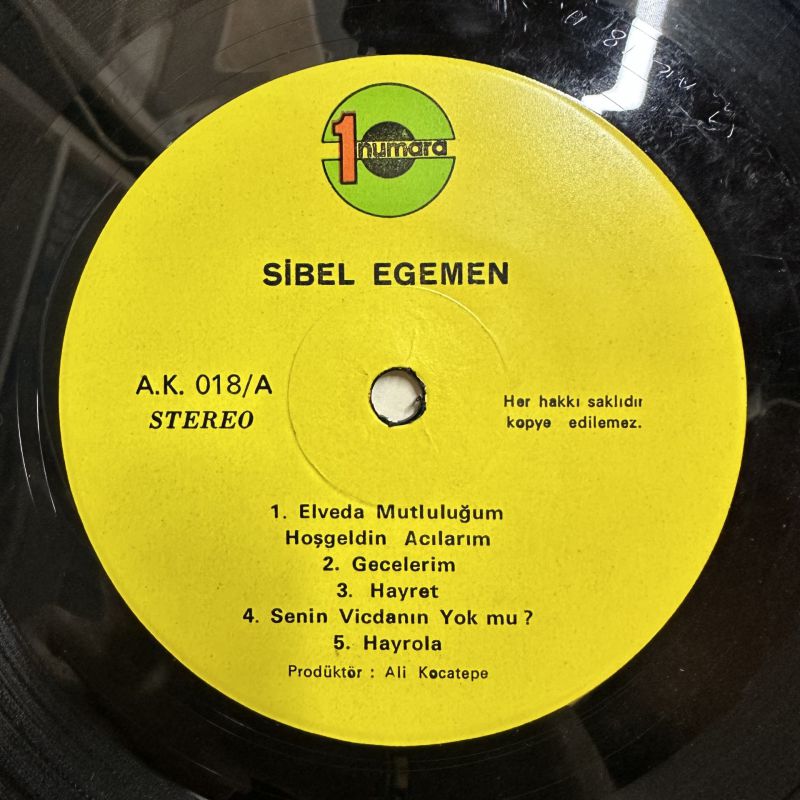 1 numara
SİBEL EGEMEN
A.K. 018/A
STEREO
Her hakkı saklıdır
kopye edilemez.
1. Elveda Mutluluğum
Hoşgeldin Acılarım
2. Gecelerim
3. Hayret
4. Senin Vicdanın Yok mu ?
5. Hayrola
Prodüktör : Ali Kocatepe